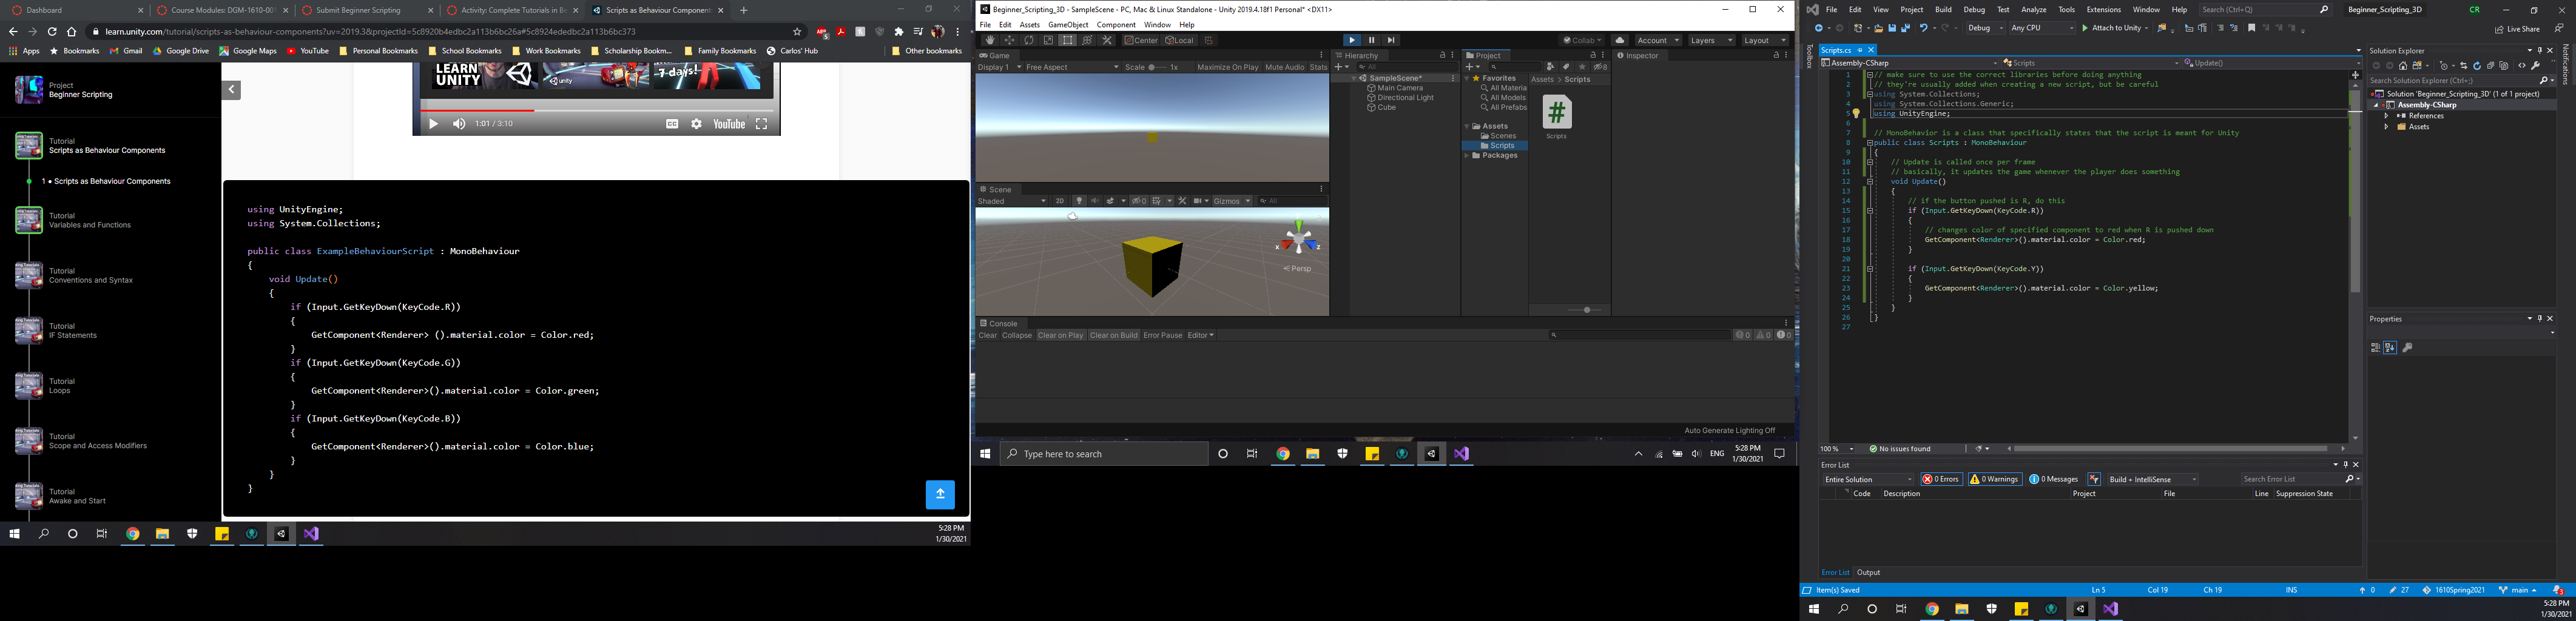 Dashboard
Course Modules: DGM-1610-001
Submit Beginner Scripting
Activity: Complete Tutorials in Be
Scripts as Behaviour Component
learn.unity.com/tutorial/scripts-as-behaviour-components?uv=2019.3&projectId=5c8920b4edbc2a113b6bc26a#5c8924ededbc2a113b6bc373
Apps
Bookmarks
Gmail
Google Drive
Google Maps
YouTube
Personal Bookmarks
School Bookmarks
Work Bookmarks
Scholarship Bookm...
Family Bookmarks
Carlos' Hub
Other bookmarks
Project
Beginner Scripting
Tutorial
Scripts as Behaviour Components
1 • Scripts as Behaviour Components
Tutorial
Variables and Functions
Tutorial
Conventions and Syntax
Tutorial
IF Statements
Tutorial
Loops
Tutorial
Scope and Access Modifiers
Tutorial
Awake and Start
LEARN
UNITY
unity
7 days!
1:01 / 3:10
YouTube
using UnityEngine;
using System.Collections;
public class ExampleBehaviourScript : MonoBehaviour
{
void Update()
{
if (Input.GetKeyDown(KeyCode.R))
{
GetComponent<Renderer> ().material.color = Color.red;
}
if (Input.GetKeyDown(KeyCode.G))
{
GetComponent<Renderer>().material.color = Color.green;
}
if (Input.GetKeyDown(KeyCode.B))
{
GetComponent<Renderer>().material.color = Color.blue;
}
}
}
5:28 PM
1/30/2021
Beginner_Scripting_3D - SampleScene - PC, Mac & Linux Standalone - Unity 2019.4.18f1 Personal* <DX11>
File Edit Assets GameObject Component Window Help
Center Local
Collab Account Layers Layout
Game
Display 1 Free Aspect Scale 1x Maximize On Play Mute Audio Stats
Scene
Shaded 2D Gizmos All
x z
Persp
Hierarchy
All
SampleScene*
Main Camera
Directional Light
Cube
Project
Favorites
All Materia
All Models
All Prefabs
Assets
Scenes
Scripts
Packages
Assets > Scripts
#
Scripts
Inspector
Console
Clear Collapse Clear on Play Clear on Build Error Pause Editor
0 0 0
Auto Generate Lighting Off
Type here to search
ENG
5:28 PM
1/30/2021
File Edit View Project Build Debug Test Analyze Tools Extensions Window Help
Search (Ctrl+Q)
Beginner_Scripting_3D
CR
Debug Any CPU Attach to Unity
Live Share
Toolbox
Notifications
Scripts.cs
Assembly-CSharp Scripts Update()
1 // make sure to use the correct libraries before doing anything
2 // they're usually added when creating a new script, but be careful
3 using System.Collections;
4 using System.Collections.Generic;
5 using UnityEngine;
6
7 // MonoBehavior is a class that specifically states that the script is meant for Unity
8 public class Scripts : MonoBehaviour
9 {
10 // Update is called once per frame
11 // basically, it updates the game whenever the player does something
12 void Update()
13 {
14 // if the button pushed is R, do this
15 if (Input.GetKeyDown(KeyCode.R))
16 {
17 // changes color of specified component to red when R is pushed down
18 GetComponent<Renderer>().material.color = Color.red;
19 }
20
21 if (Input.GetKeyDown(KeyCode.Y))
22 {
23 GetComponent<Renderer>().material.color = Color.yellow;
24 }
25 }
26 }
27
100 % No issues found
Error List
Entire Solution 0 Errors 0 Warnings 0 Messages Build + IntelliSense Search Error List
Code Description Project File Line Suppression State
Error List Output
Item(s) Saved
Ln 5 Col 19 Ch 19 INS
0 27 1610Spring2021 main 3
Solution Explorer
Search Solution Explorer (Ctrl+;)
Solution 'Beginner_Scripting_3D' (1 of 1 project)
Assembly-CSharp
References
Assets
Properties
5:28 PM
1/30/2021